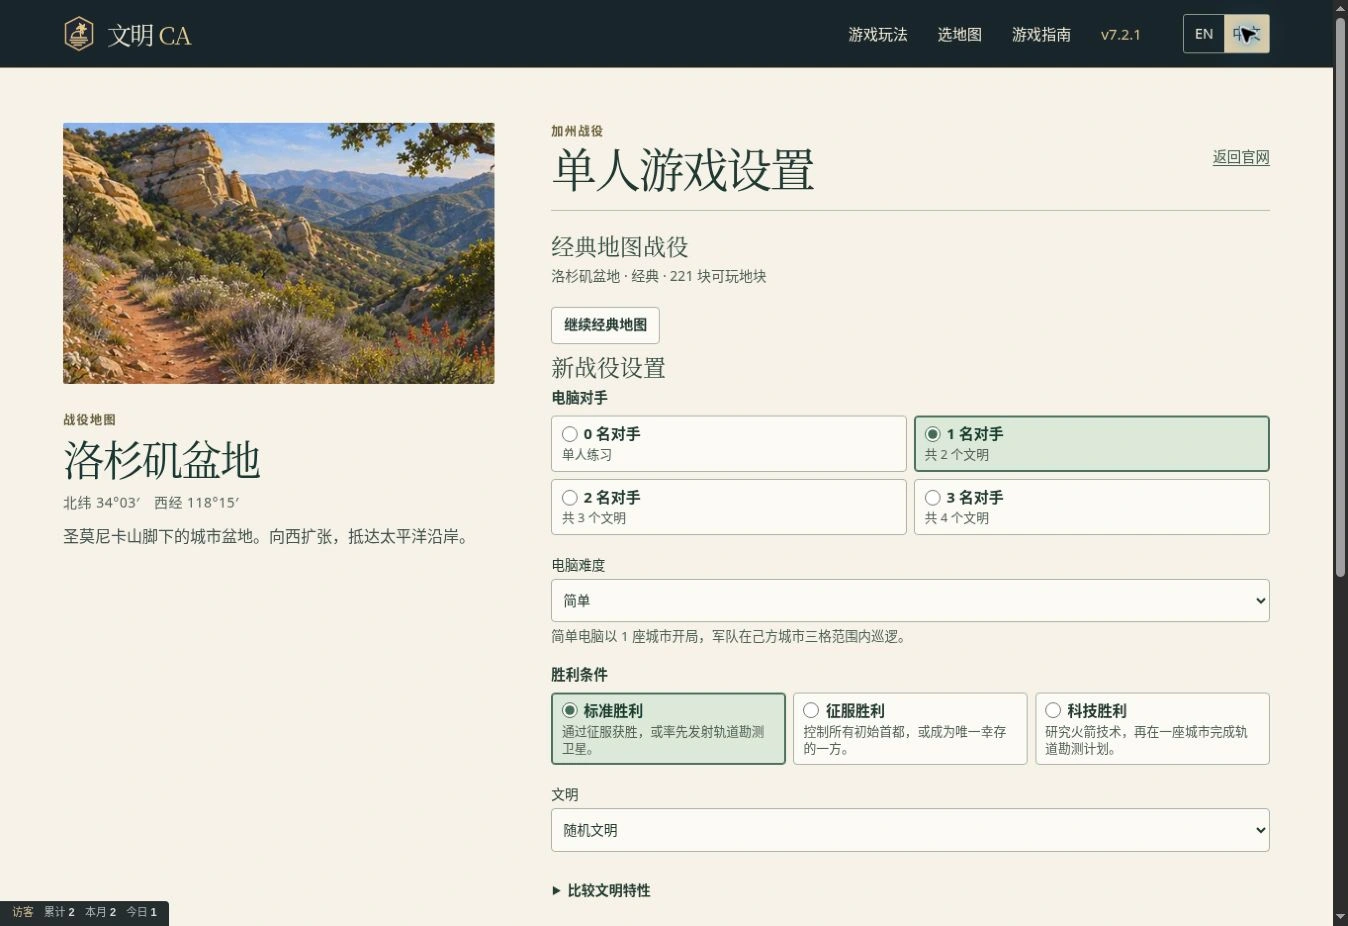 文明 CA
游戏玩法
选地图
游戏指南
v7.2.1
EN
加州战役
单人游戏设置
返回官网
经典地图战役
洛杉矶盆地 · 经典 · 221 块可玩地块
继续经典地图
新战役设置
电脑对手
0 名对手
单人练习
1 名对手
共 2 个文明
2 名对手
共 3 个文明
3 名对手
共 4 个文明
电脑难度
简单
简单电脑以 1 座城市开局，军队在己方城市三格范围内巡逻。
胜利条件
标准胜利
通过征服获胜，或率先发射轨道勘测
卫星。
征服胜利
控制所有初始首都，或成为唯一幸存
的一方。
科技胜利
研究火箭技术，再在一座城市完成轨
道勘测计划。
文明
随机文明
比较文明特性
战役地图
洛杉矶盆地
北纬 34°03′ 西经 118°15′
圣莫尼卡山脚下的城市盆地。向西扩张，抵达太平洋沿岸。
访客 累计 2 本月 2 今日 1